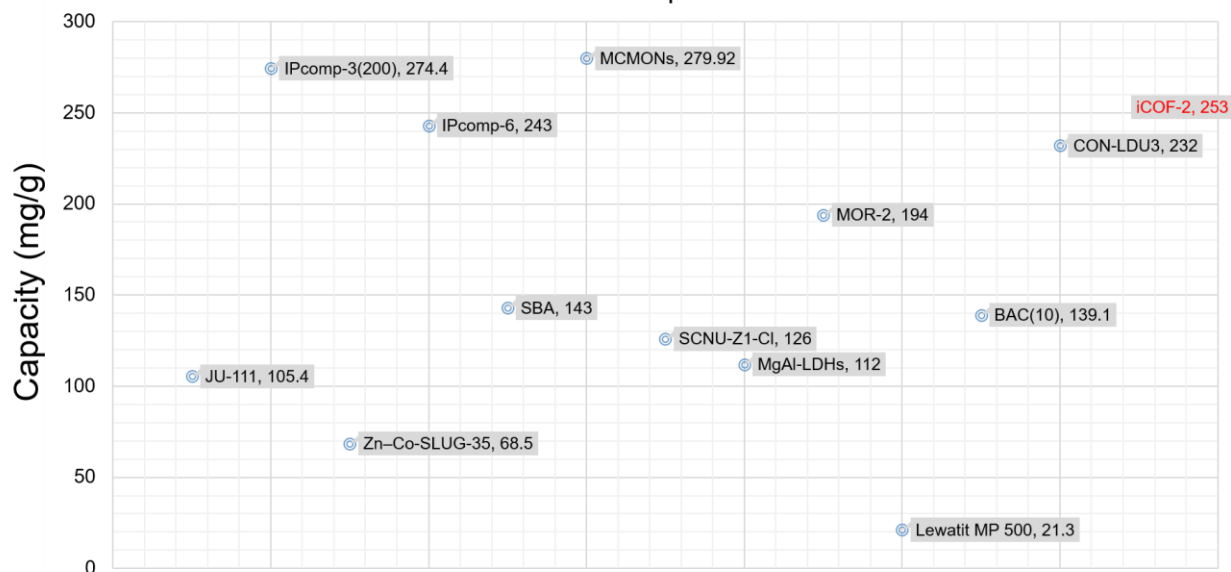 300
MCMONs, 279.92
IPcomp-3(200), 274.4
250
iCOF-2, 253
IPcomp-6, 243
CON-LDU3, 232
200
MOR-2, 194
150
SBA, 143
BAC(10), 139.1
SCNU-Z1-Cl, 126
MgAl-LDHs, 112
100
JU-111, 105.4
Zn–Co-SLUG-35, 68.5
50
Lewatit MP 500, 21.3
0
Capacity (mg/g)